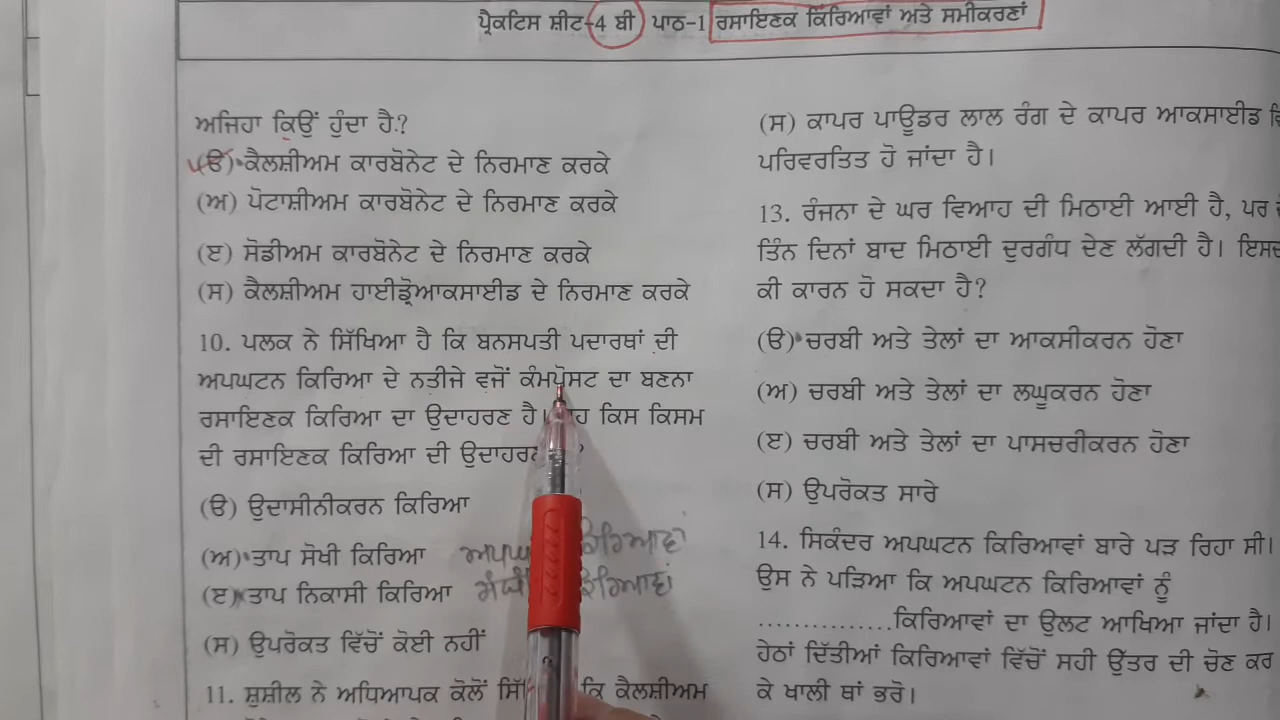 ਪ੍ਰੈਕਟਿਸ ਸ਼ੀਟ-4 ਬੀ ਪਾਠ-1 ਰਸਾਇਣਕ ਕਿਰਿਆਵਾਂ ਅਤੇ ਸਮੀਕਰਣਾਂ
ਅਜਿਹਾ ਕਿਉਂ ਹੁੰਦਾ ਹੈ.?
(ੳ) ਕੈਲਸ਼ੀਅਮ ਕਾਰਬੋਨੇਟ ਦੇ ਨਿਰਮਾਣ ਕਰਕੇ
(ਅ) ਪੋਟਾਸ਼ੀਅਮ ਕਾਰਬੋਨੇਟ ਦੇ ਨਿਰਮਾਣ ਕਰਕੇ
(ੲ) ਸੋਡੀਅਮ ਕਾਰਬੋਨੇਟ ਦੇ ਨਿਰਮਾਣ ਕਰਕੇ
(ਸ) ਕੈਲਸ਼ੀਅਮ ਹਾਈਡ੍ਰੋਆਕਸਾਈਡ ਦੇ ਨਿਰਮਾਣ ਕਰਕੇ
10. ਪਲਕ ਨੇ ਸਿੱਖਿਆ ਹੈ ਕਿ ਬਨਸਪਤੀ ਪਦਾਰਥਾਂ ਦੀ
ਅਪਘਟਨ ਕਿਰਿਆ ਦੇ ਨਤੀਜੇ ਵਜੋਂ ਕੰਮਪੋਸਟ ਦਾ ਬਣਨਾ
ਰਸਾਇਣਕ ਕਿਰਿਆ ਦਾ ਉਦਾਹਰਣ ਹੈ। ਕਿਸ ਕਿਸਮ
ਦੀ ਰਸਾਇਣਕ ਕਿਰਿਆ ਦੀ ?
(ੳ) ਉਦਾਸੀਨੀਕਰਨ ਕਿਰਿਆ
(ਅ) ਤਾਪ ਸੋਖੀ ਕਿਰਿਆ ਕਿਰਿਆਵਾਂ
(ੲ) ਤਾਪ ਨਿਕਾਸੀ ਕਿਰਿਆ ਕਿਰਿਆਵਾਂ
(ਸ) ਉਪਰੋਕਤ ਵਿੱਚੋਂ ਕੋਈ ਨਹੀਂ
11. ਸੁਸ਼ੀਲ ਨੇ ਅਧਿਆਪਕ ਕੋਲੋਂ ਕਿ ਕੈਲਸ਼ੀਅਮ
(ਸ) ਕਾਪਰ ਪਾਊਡਰ ਲਾਲ ਰੰਗ ਦੇ ਕਾਪਰ ਆਕਸਾਈਡ
ਪਰਿਵਰਤਿਤ ਹੋ ਜਾਂਦਾ ਹੈ।
13. ਰੰਜਨਾ ਦੇ ਘਰ ਵਿਆਹ ਦੀ ਮਿਠਾਈ ਆਈ ਹੈ, ਪਰ
ਤਿੰਨ ਦਿਨਾਂ ਬਾਦ ਮਿਠਾਈ ਦੁਰਗੰਧ ਦੇਣ ਲੱਗਦੀ ਹੈ।
ਕੀ ਕਾਰਨ ਹੋ ਸਕਦਾ ਹੈ?
(ੳ) ਚਰਬੀ ਅਤੇ ਤੇਲਾਂ ਦਾ ਆਕਸੀਕਰਨ ਹੋਣਾ
(ਅ) ਚਰਬੀ ਅਤੇ ਤੇਲਾਂ ਦਾ ਲਘੂਕਰਨ ਹੋਣਾ
(ੲ) ਚਰਬੀ ਅਤੇ ਤੇਲਾਂ ਦਾ ਪਾਸਚਰੀਕਰਨ ਹੋਣਾ
(ਸ) ਉਪਰੋਕਤ ਸਾਰੇ
14. ਸਿਕੰਦਰ ਅਪਘਟਨ ਕਿਰਿਆਵਾਂ ਬਾਰੇ ਪੜ ਰਿਹਾ ਸੀ।
ਉਸ ਨੇ ਪੜਿਆ ਕਿ ਅਪਘਟਨ ਕਿਰਿਆਵਾਂ ਨੂੰ
...............ਕਿਰਿਆਵਾਂ ਦਾ ਉਲਟ ਆਖਿਆ ਜਾਂਦਾ ਹੈ।
ਹੇਠਾਂ ਦਿੱਤੀਆਂ ਕਿਰਿਆਵਾਂ ਵਿੱਚੋਂ ਸਹੀ ਉੱਤਰ ਦੀ ਚੋਣ ਕਰ
ਕੇ ਖਾਲੀ ਥਾਂ ਭਰੋ।